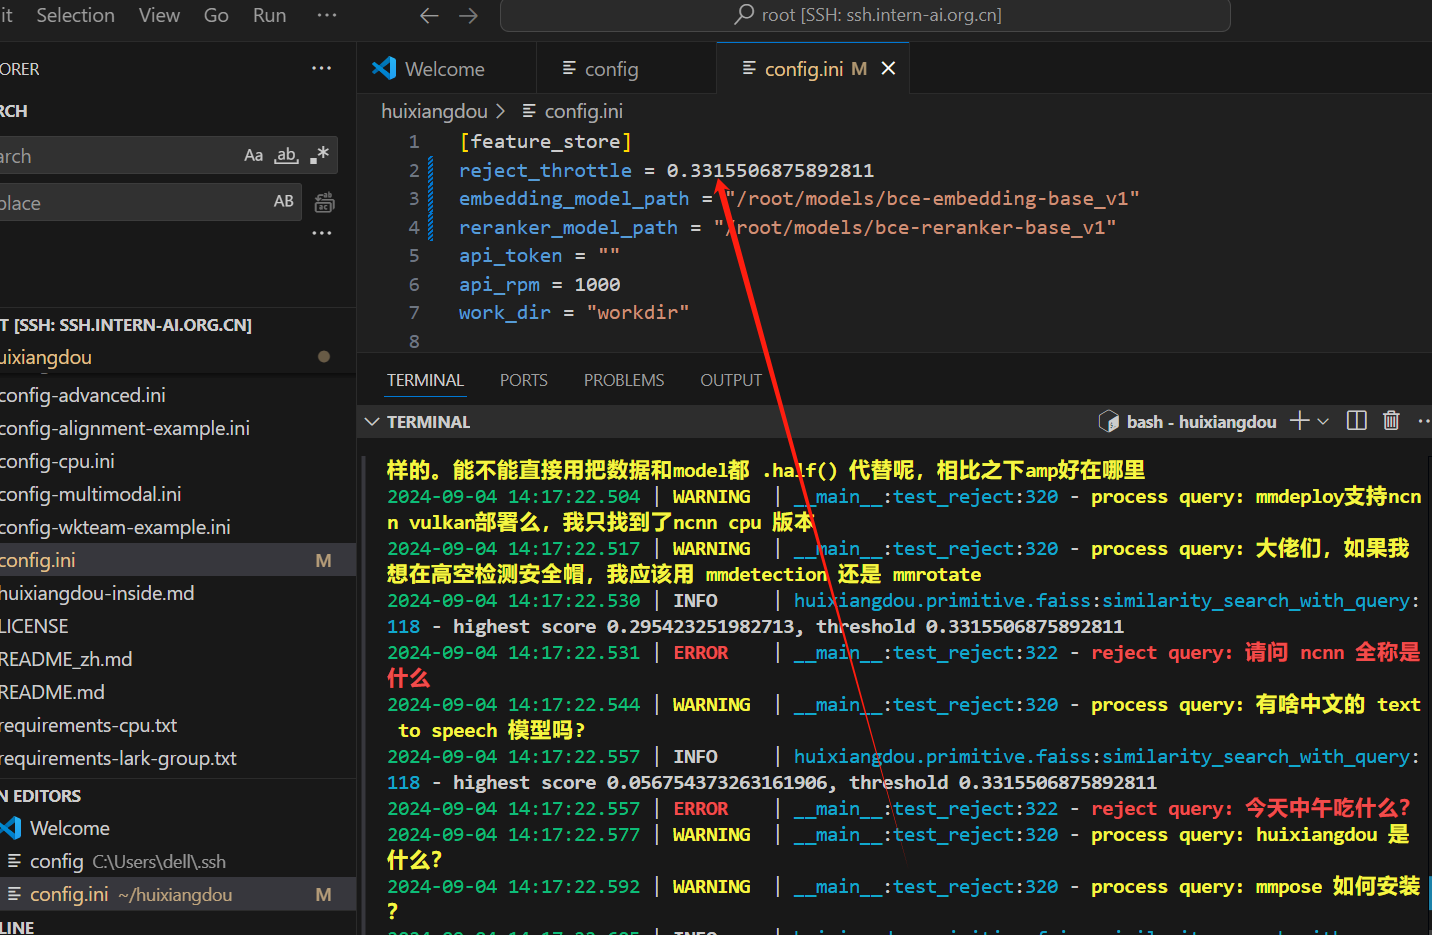 it Selection View Go Run ···
root [SSH: ssh.intern-ai.org.cn]
ORER ···
RCH
arch Aa ab .*
place AB
···
T [SSH: SSH.INTERN-AI.ORG.CN]
uixiangdou
config-advanced.ini
config-alignment-example.ini
config-cpu.ini
config-multimodal.ini
config-wkteam-example.ini
config.ini M
huixiangdou-inside.md
LICENSE
README_zh.md
README.md
requirements-cpu.txt
requirements-lark-group.txt
N EDITORS
Welcome
config C:\Users\dell\.ssh
config.ini ~/huixiangdou M
LINE
Welcome config config.ini M
huixiangdou > config.ini
1 [feature_store]
2 reject_throttle = 0.3315506875892811
3 embedding_model_path = "/root/models/bce-embedding-base_v1"
4 reranker_model_path = "/root/models/bce-reranker-base_v1"
5 api_token = ""
6 api_rpm = 1000
7 work_dir = "workdir"
8
TERMINAL PORTS PROBLEMS OUTPUT
TERMINAL bash - huixiangdou
样的。能不能直接用把数据和model都 .half() 代替呢，相比之下amp好在哪里
2024-09-04 14:17:22.504 | WARNING | __main__:test_reject:320 - process query: mmdeploy支持ncn
n vulkan部署么，我只找到了ncnn cpu 版本
2024-09-04 14:17:22.517 | WARNING | __main__:test_reject:320 - process query: 大佬们，如果我
想在高空检测安全帽，我应该用 mmdetection 还是 mmrotate
2024-09-04 14:17:22.530 | INFO | huixiangdou.primitive.faiss:similarity_search_with_query:
118 - highest score 0.295423251982713, threshold 0.3315506875892811
2024-09-04 14:17:22.531 | ERROR | __main__:test_reject:322 - reject query: 请问 ncnn 全称是
什么
2024-09-04 14:17:22.544 | WARNING | __main__:test_reject:320 - process query: 有啥中文的 text
to speech 模型吗?
2024-09-04 14:17:22.557 | INFO | huixiangdou.primitive.faiss:similarity_search_with_query:
118 - highest score 0.056754373263161906, threshold 0.3315506875892811
2024-09-04 14:17:22.557 | ERROR | __main__:test_reject:322 - reject query: 今天中午吃什么?
2024-09-04 14:17:22.577 | WARNING | __main__:test_reject:320 - process query: huixiangdou 是
什么?
2024-09-04 14:17:22.592 | WARNING | __main__:test_reject:320 - process query: mmpose 如何安装
?